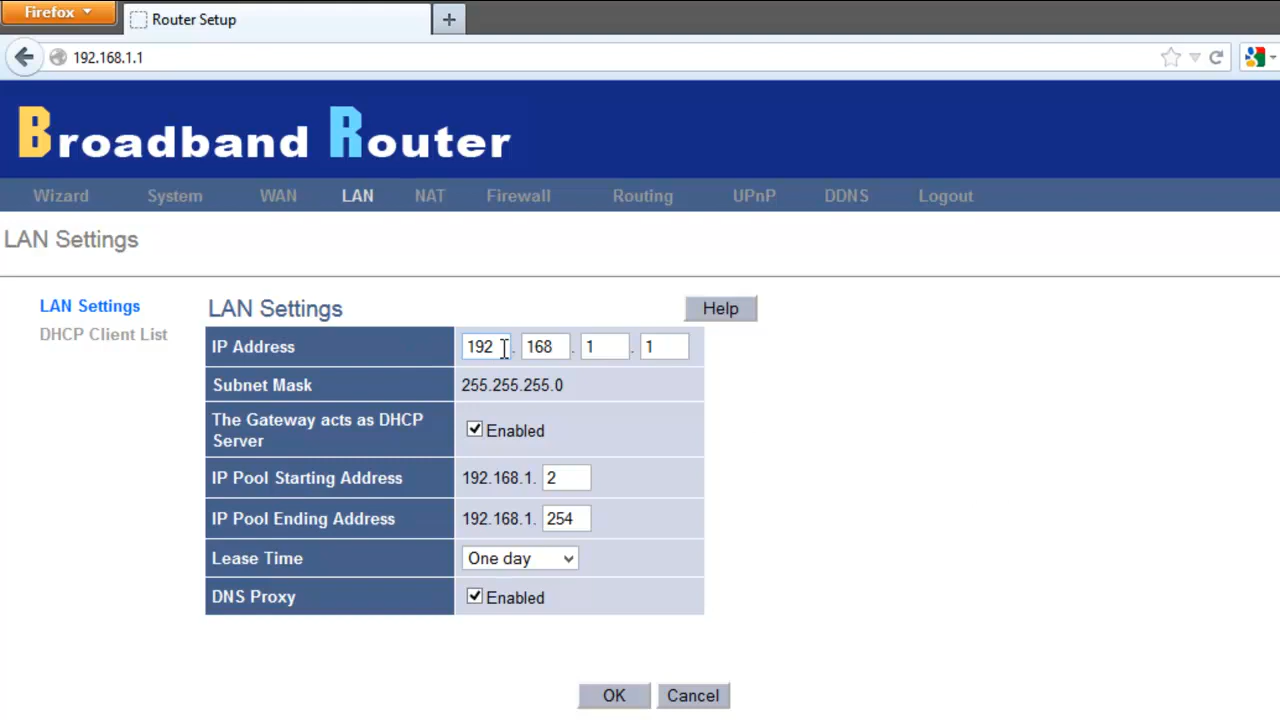 Firefox
Router Setup
192.168.1.1
Broadband Router
Wizard System WAN LAN NAT Firewall Routing UPnP DDNS Logout
LAN Settings
LAN Settings
DHCP Client List
LAN Settings Help
IP Address 192 . 168 . 1 . 1
Subnet Mask 255.255.255.0
The Gateway acts as DHCP
Server
Enabled
IP Pool Starting Address 192.168.1. 2
IP Pool Ending Address 192.168.1. 254
Lease Time One day
DNS Proxy Enabled
OK Cancel